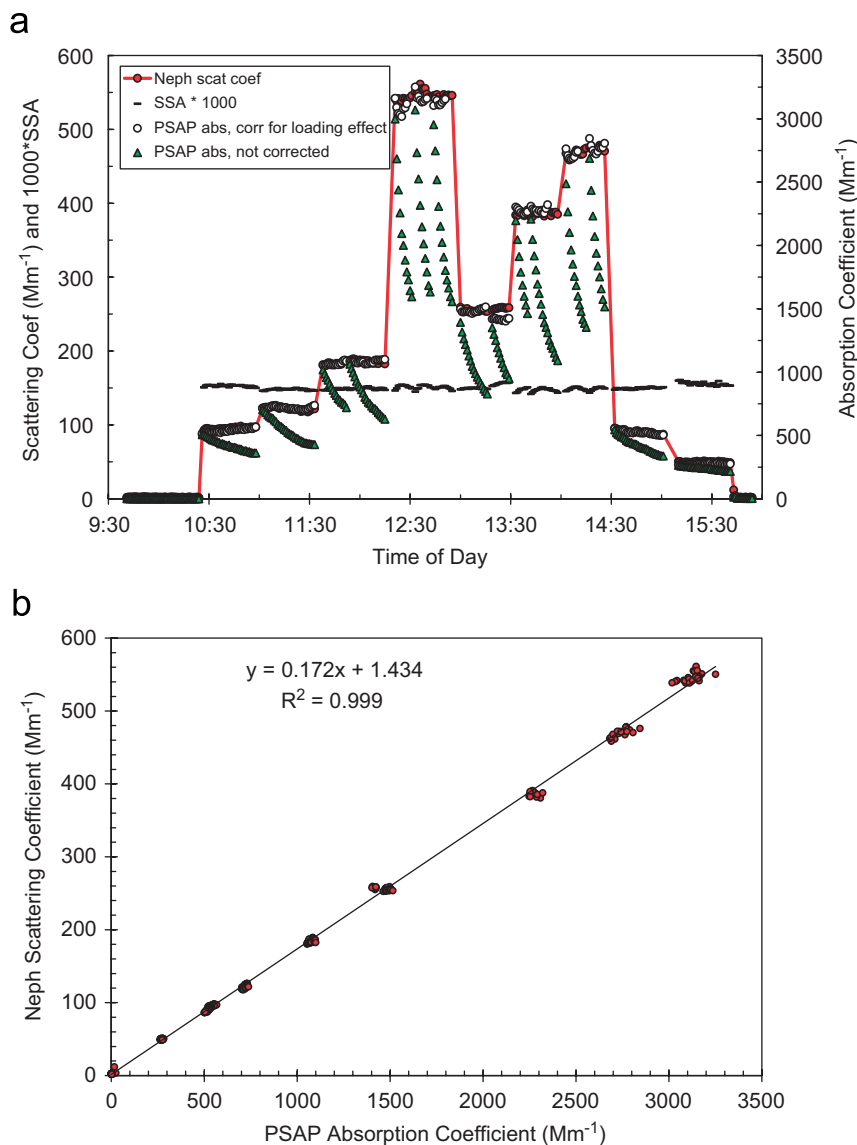 a
600
500
400
300
200
100
0
3500
3000
2500
2000
1500
1000
500
0
Neph scat coef
SSA * 1000
PSAP abs, corr for loading effect
PSAP abs, not corrected
Scattering Coef (Mm⁻¹) and 1000*SSA
Absorption Coefficient (Mm⁻¹)
9:30 10:30 11:30 12:30 13:30 14:30 15:30
Time of Day
b
600
500
400
300
200
100
0
y = 0.172x + 1.434
R² = 0.999
Neph Scattering Coefficient (Mm⁻¹)
0 500 1000 1500 2000 2500 3000 3500
PSAP Absorption Coefficient (Mm⁻¹)